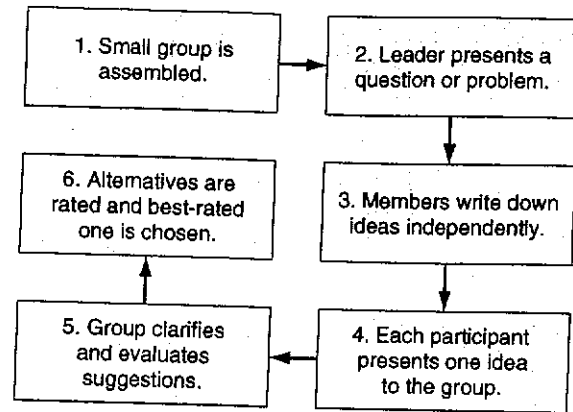 1. Small group is
assembled.
2. Leader presents a
question or problem.
3. Members write down
ideas independently.
4. Each participant
presents one idea
to the group.
5. Group clarifies
and evaluates
suggestions.
6. Alternatives are
rated and best-rated
one is chosen.